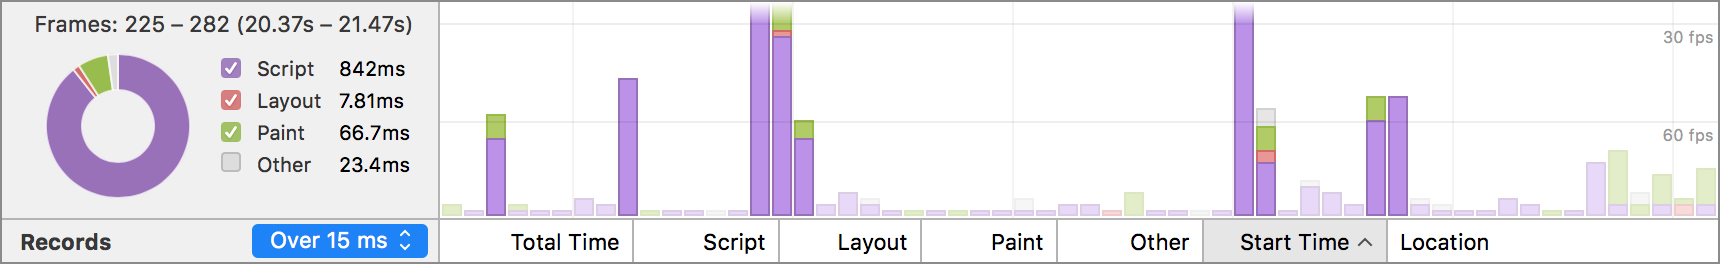 Frames: 225 – 282 (20.37s – 21.47s)
Script 842ms
Layout 7.81ms
Paint 66.7ms
Other 23.4ms
30 fps
60 fps
Records Over 15 ms Total Time Script Layout Paint Other Start Time Location